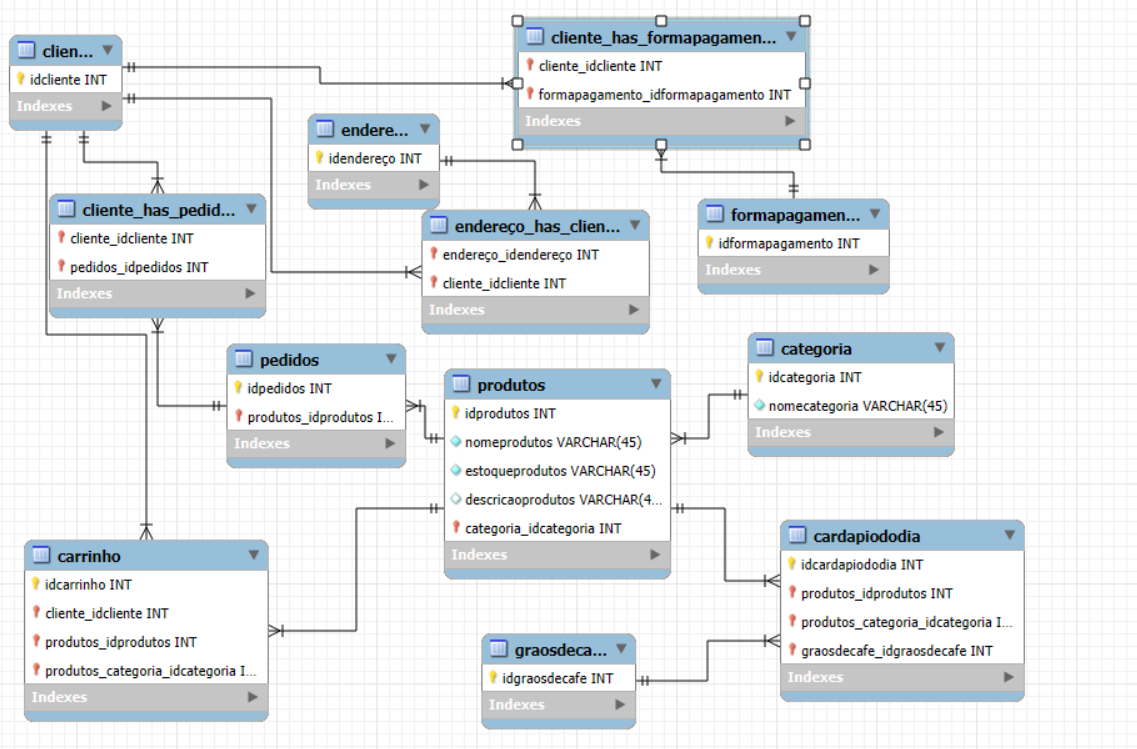 clien...
idcliente INT
Indexes
cliente_has_formapagamen...
cliente_idcliente INT
formapagamento_idformapagamento INT
Indexes
endere...
idendereço INT
Indexes
cliente_has_pedid...
cliente_idcliente INT
pedidos_idpedidos INT
Indexes
endereço_has_clien...
endereço_idendereço INT
cliente_idcliente INT
Indexes
formapagamen...
idformapagamento INT
Indexes
pedidos
idpedidos INT
produtos_idprodutos I...
Indexes
produtos
idprodutos INT
nomeprodutos VARCHAR(45)
estoqueprodutos VARCHAR(45)
descricaoprodutos VARCHAR(4...
categoria_idcategoria INT
Indexes
categoria
idcategoria INT
nomecategoria VARCHAR(45)
Indexes
carrinho
idcarrinho INT
cliente_idcliente INT
produtos_idprodutos INT
produtos_categoria_idcategoria I...
Indexes
graosdeca...
idgraosdecafe INT
Indexes
cardapiododia
idcardapiododia INT
produtos_idprodutos INT
produtos_categoria_idcategoria I...
graosdecafe_idgraosdecafe INT
Indexes